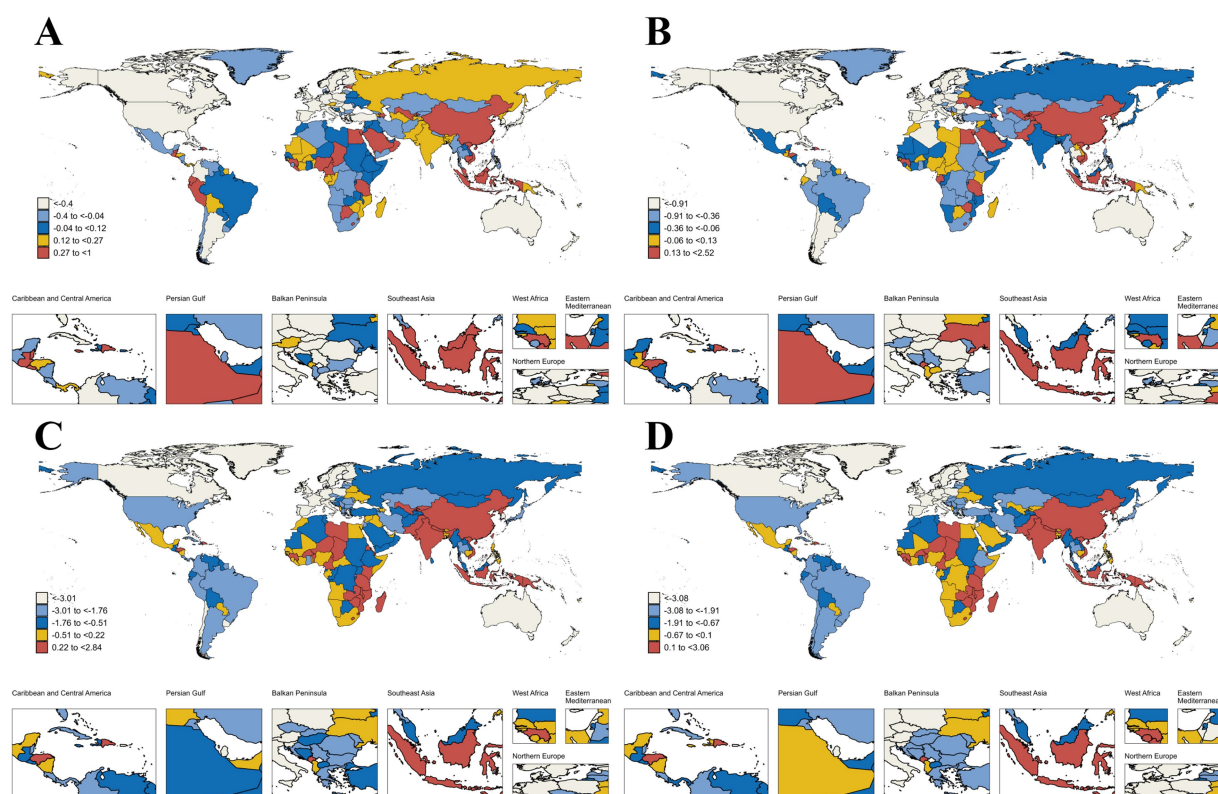 A
<-0.4
-0.4 to <-0.04
-0.04 to <0.12
0.12 to <0.27
0.27 to <1
Caribbean and Central America
Persian Gulf
Balkan Peninsula
Southeast Asia
West Africa
Eastern
Mediterranean
Northern Europe
B
<-0.91
-0.91 to <-0.36
-0.36 to <-0.06
-0.06 to <0.13
0.13 to <2.52
Caribbean and Central America
Persian Gulf
Balkan Peninsula
Southeast Asia
West Africa
Eastern
Mediterranean
Northern Europe
C
<-3.01
-3.01 to <-1.76
-1.76 to <-0.51
-0.51 to <0.22
0.22 to <2.84
Caribbean and Central America
Persian Gulf
Balkan Peninsula
Southeast Asia
West Africa
Eastern
Mediterranean
Northern Europe
D
<-3.08
-3.08 to <-1.91
-1.91 to <-0.67
-0.67 to <0.1
0.1 to <3.06
Caribbean and Central America
Persian Gulf
Balkan Peninsula
Southeast Asia
West Africa
Eastern
Mediterranean
Northern Europe